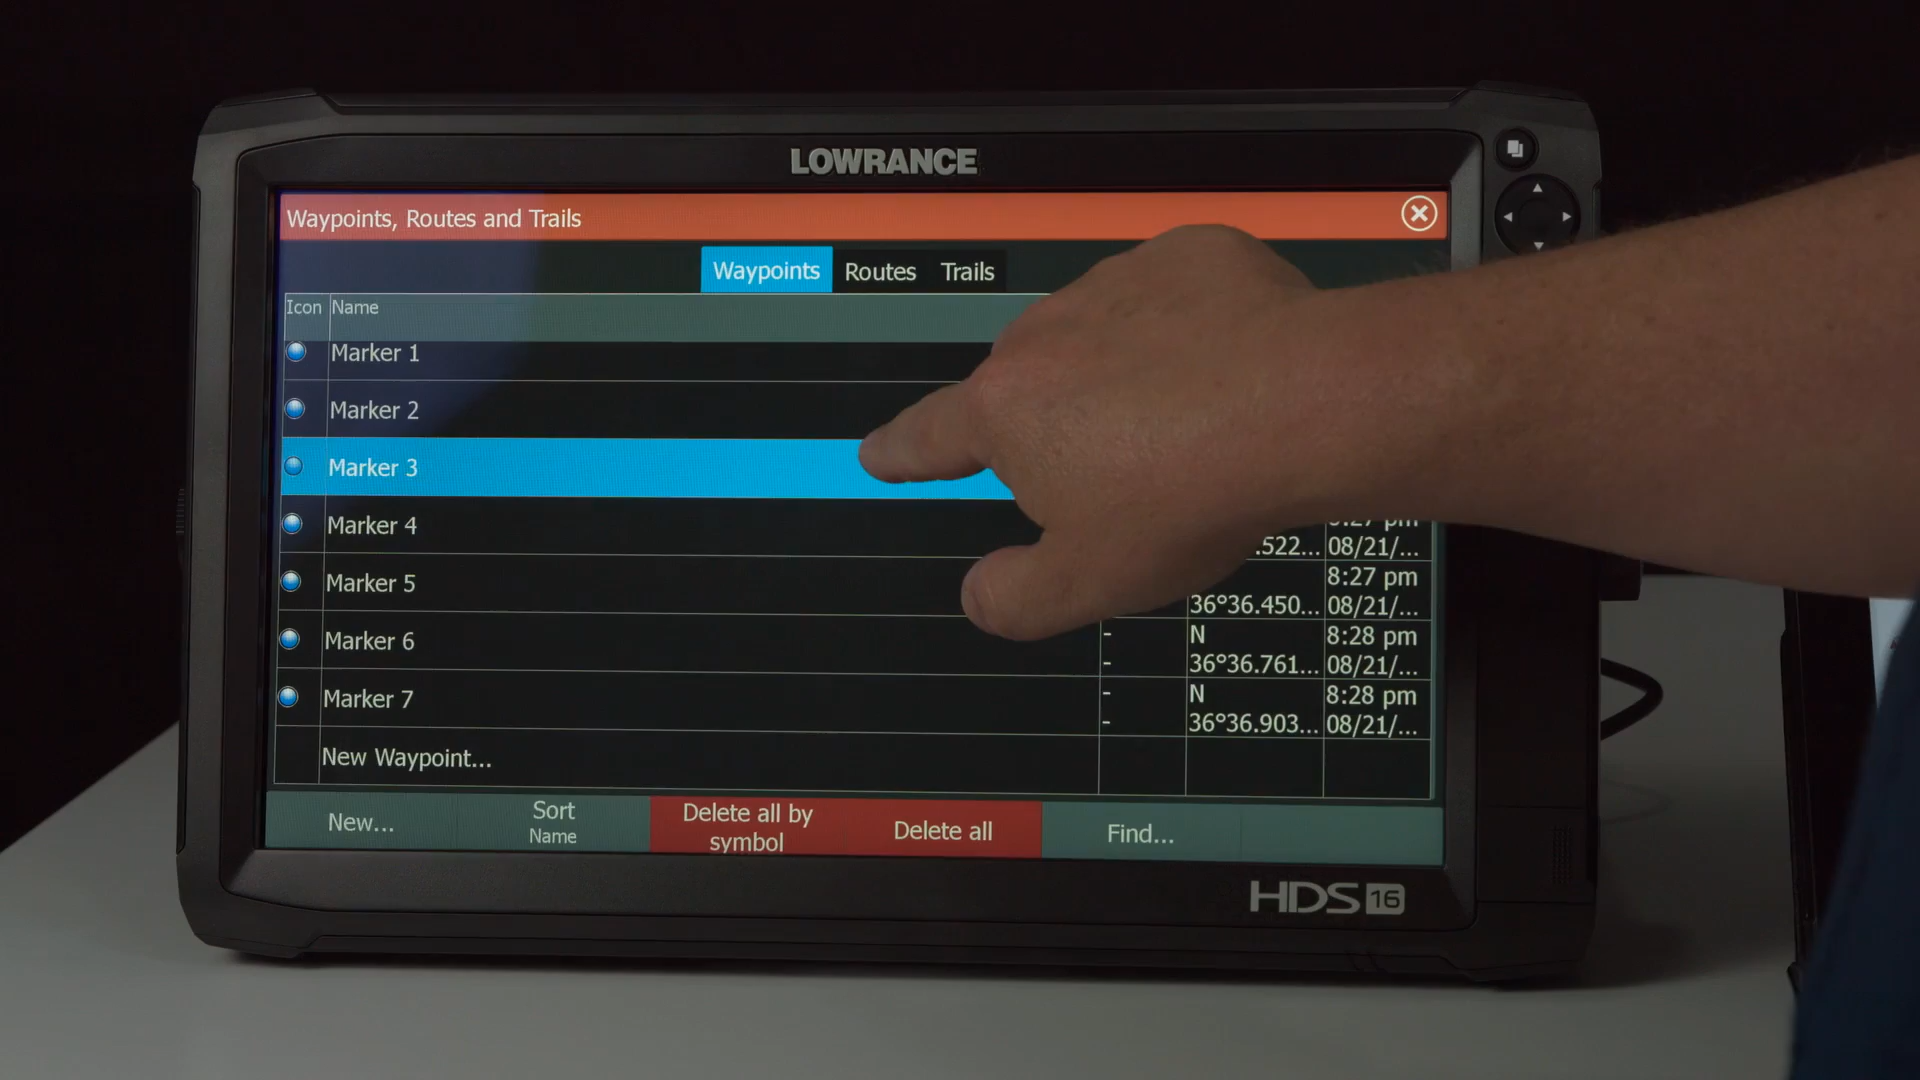 LOWRANCE
Waypoints, Routes and Trails
Waypoints Routes Trails
Icon Name
Marker 1
Marker 2
Marker 3
Marker 4
.522... 08/21/...
8:27 pm
Marker 5
36°36.450... 08/21/...
- N 8:28 pm
Marker 6
- 36°36.761... 08/21/...
- N 8:28 pm
Marker 7
- 36°36.903... 08/21/...
New Waypoint...
New...
Sort
Name
Delete all by
symbol
Delete all
Find...
HDS 16